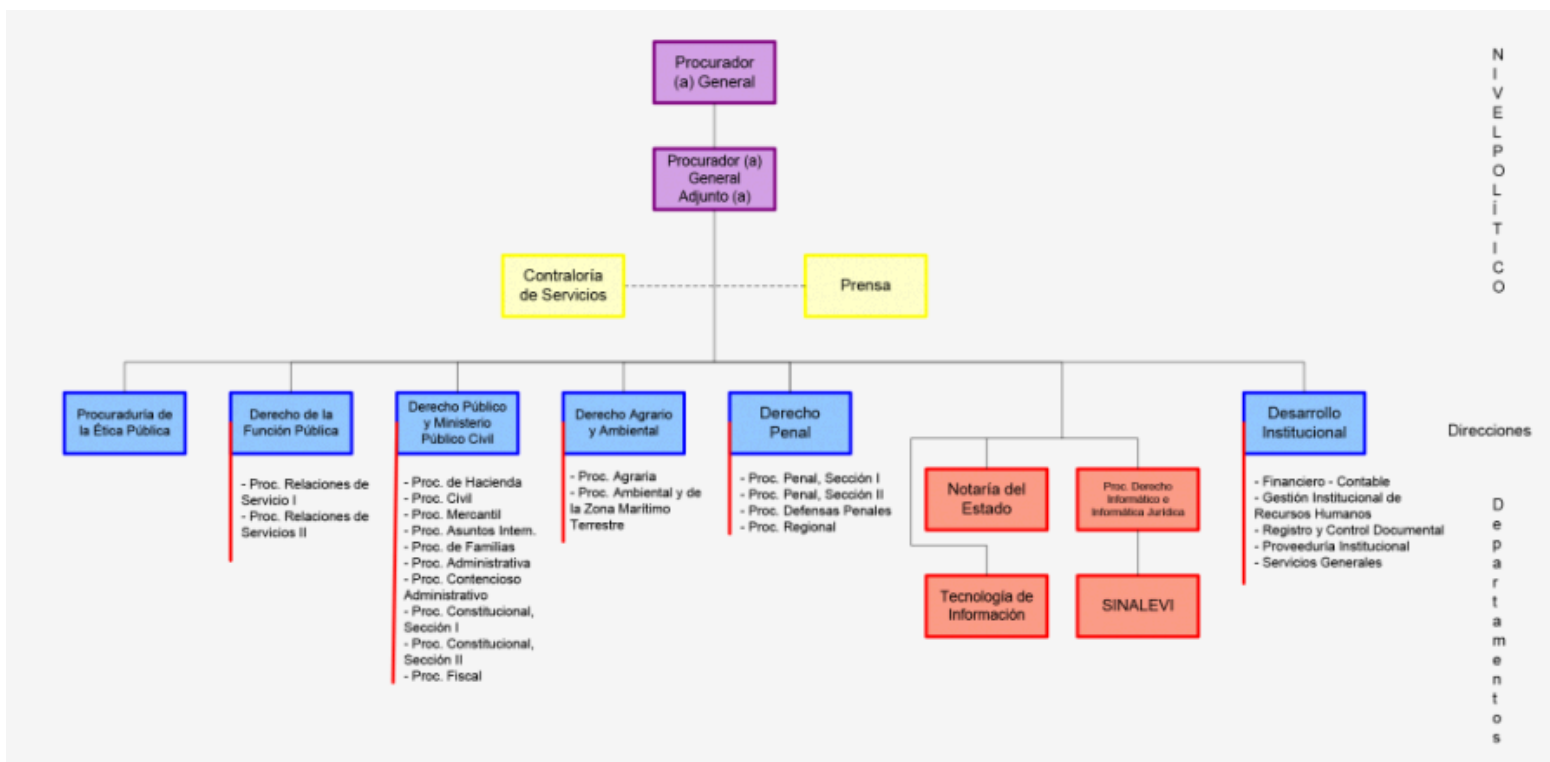 Procurador
(a) General
Procurador (a)
General
Adjunto (a)
Contraloría
de Servicios
Prensa
NIVEL POLÍTICO
Procuraduría de
la Ética Pública
Derecho de la
Función Pública
- Proc. Relaciones de
Servicio I
- Proc. Relaciones de
Servicios II
Derecho Público
y Ministerio
Público Civil
- Proc. de Hacienda
- Proc. Civil
- Proc. Mercantil
- Proc. Asuntos Intern.
- Proc. de Familias
- Proc. Administrativa
- Proc. Contencioso
Administrativo
- Proc. Constitucional,
Sección I
- Proc. Constitucional,
Sección II
- Proc. Fiscal
Derecho Agrario
y Ambiental
- Proc. Agraria
- Proc. Ambiental y de
la Zona Marítimo
Terrestre
Derecho
Penal
- Proc. Penal, Sección I
- Proc. Penal, Sección II
- Proc. Defensas Penales
- Proc. Regional
Notaría del
Estado
Proc. Derecho
Informático e
Informática Jurídica
Tecnología de
Información
SINALEVI
Desarrollo
Institucional
- Financiero - Contable
- Gestión Institucional de
Recursos Humanos
- Registro y Control Documental
- Proveeduría Institucional
- Servicios Generales
Direcciones
Departamentos